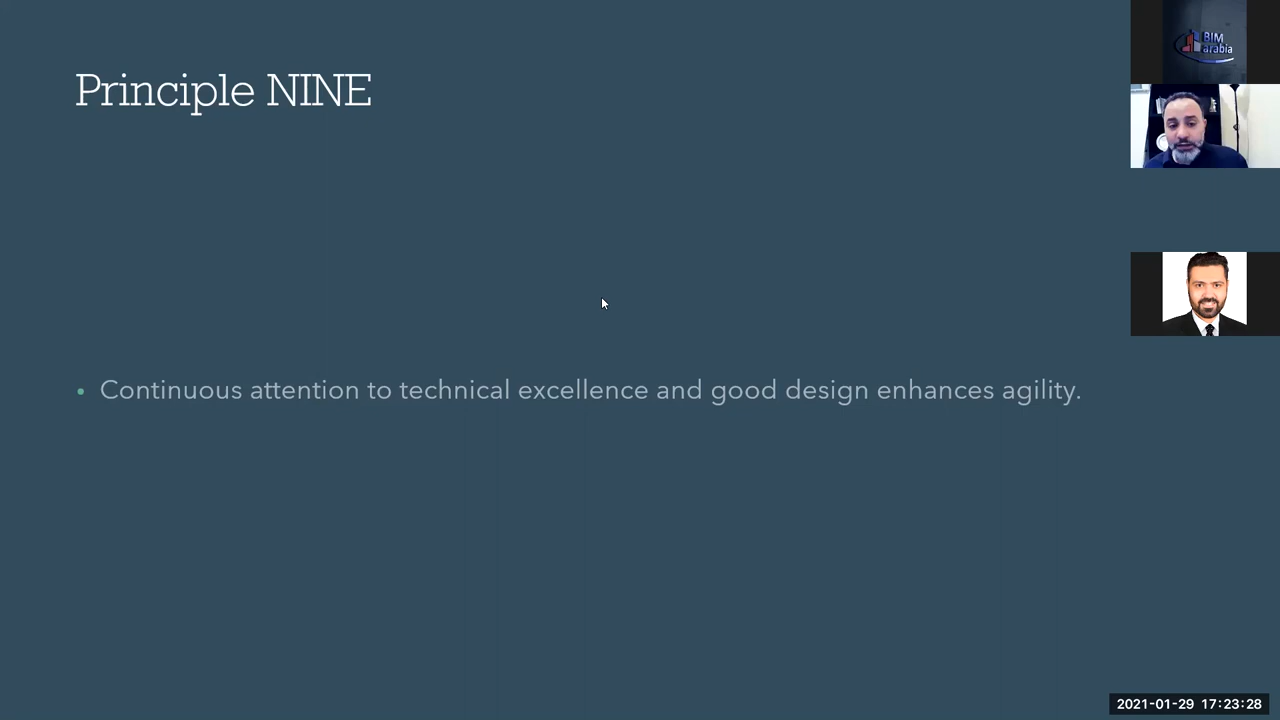 Principle NINE
BIM
arabia
• Continuous attention to technical excellence and good design enhances agility.
2021-01-29 17:23:28